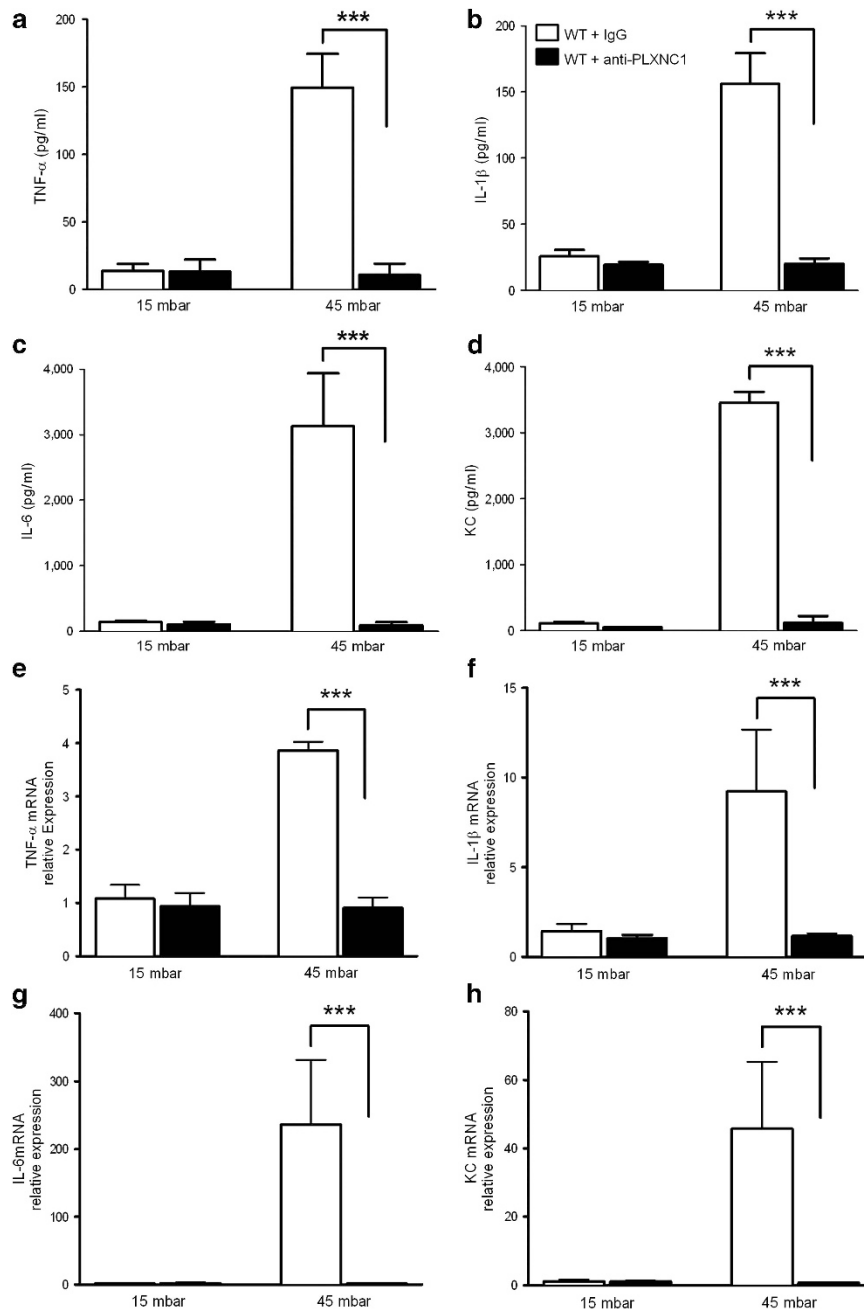 a
TNF-α (pg/ml)
200
150
100
50
0
***
15 mbar
45 mbar
b
IL-1β (pg/ml)
200
150
100
50
0
***
WT + IgG
WT + anti-PLXNC1
15 mbar
45 mbar
c
IL-6 (pg/ml)
4,000
3,000
2,000
1,000
0
***
15 mbar
45 mbar
d
KC (pg/ml)
4,000
3,000
2,000
1,000
0
***
15 mbar
45 mbar
e
TNF-α mRNA
relative Expression
5
4
3
2
1
0
***
15 mbar
45 mbar
f
IL-1β mRNA
relative expression
15
10
5
0
***
15 mbar
45 mbar
g
IL-6mRNA
relative expression
400
300
200
100
0
***
15 mbar
45 mbar
h
KC mRNA
relative expression
80
60
40
20
0
***
15 mbar
45 mbar